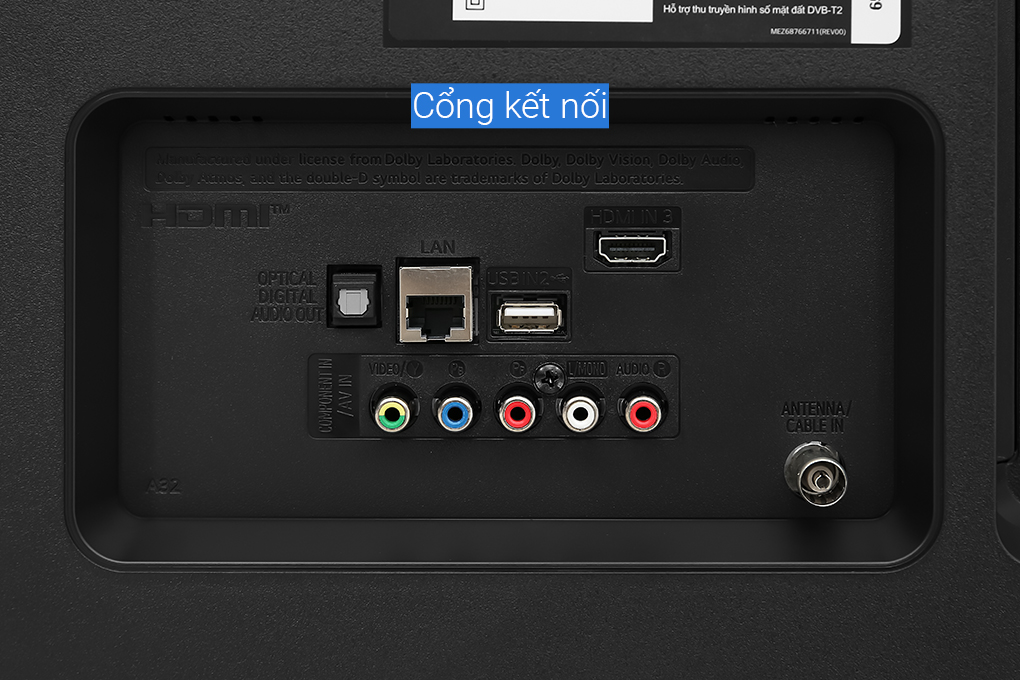 Hỗ trợ thu truyền hình số mặt đất DVB-T2
MEZ68766711(REV00)
Cổng kết nối
Manufactured under license from Dolby Laboratories. Dolby, Dolby Vision, Dolby Audio,
Dolby Atmos, and the double-D symbol are trademarks of Dolby Laboratories.
HDMI™
HDMI IN 3
LAN
USB IN 2
OPTICAL
DIGITAL
AUDIO OUT
COMPONENT IN
/AV IN
VIDEO/Y
PB
PR
L/MONO
AUDIO
R
ANTENNA/
CABLE IN
A32